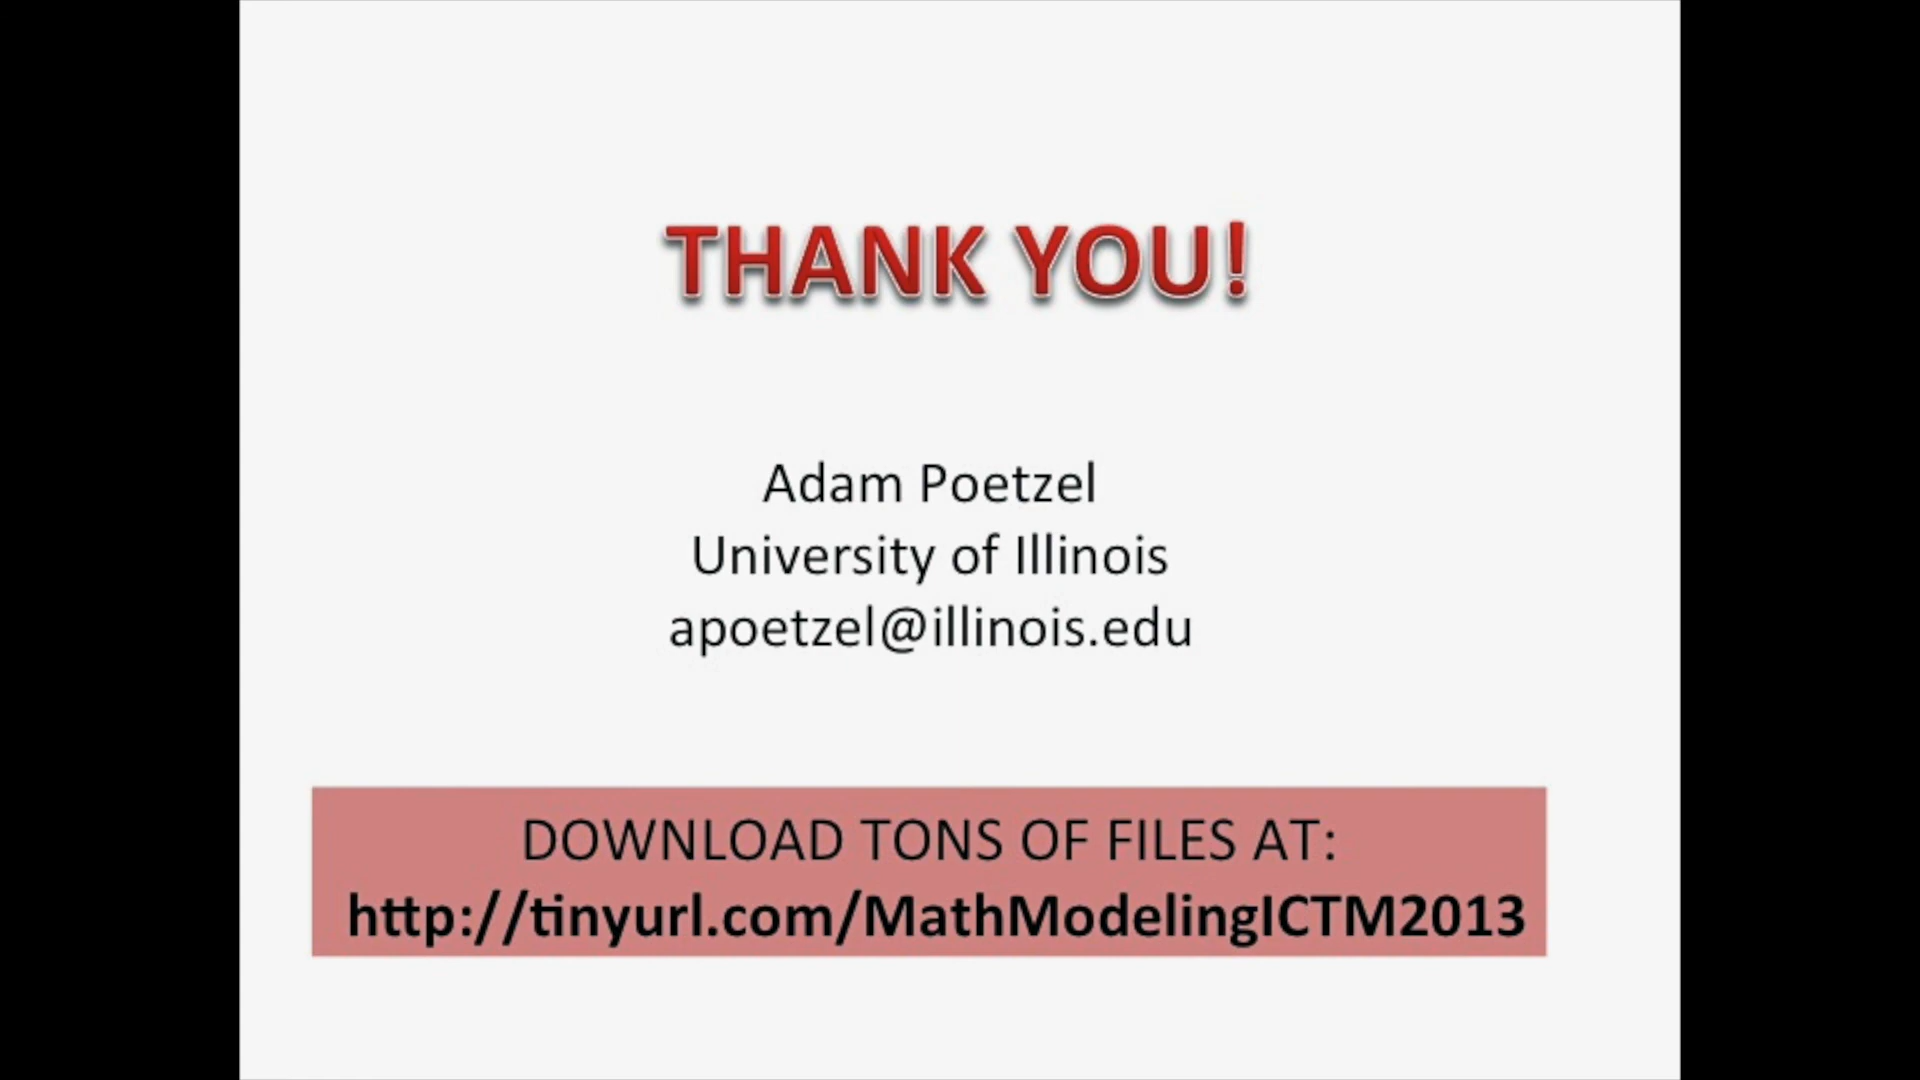 THANK YOU!
Adam Poetzel
University of Illinois
apoetzel@illinois.edu
DOWNLOAD TONS OF FILES AT:
http://tinyurl.com/MathModelingICTM2013